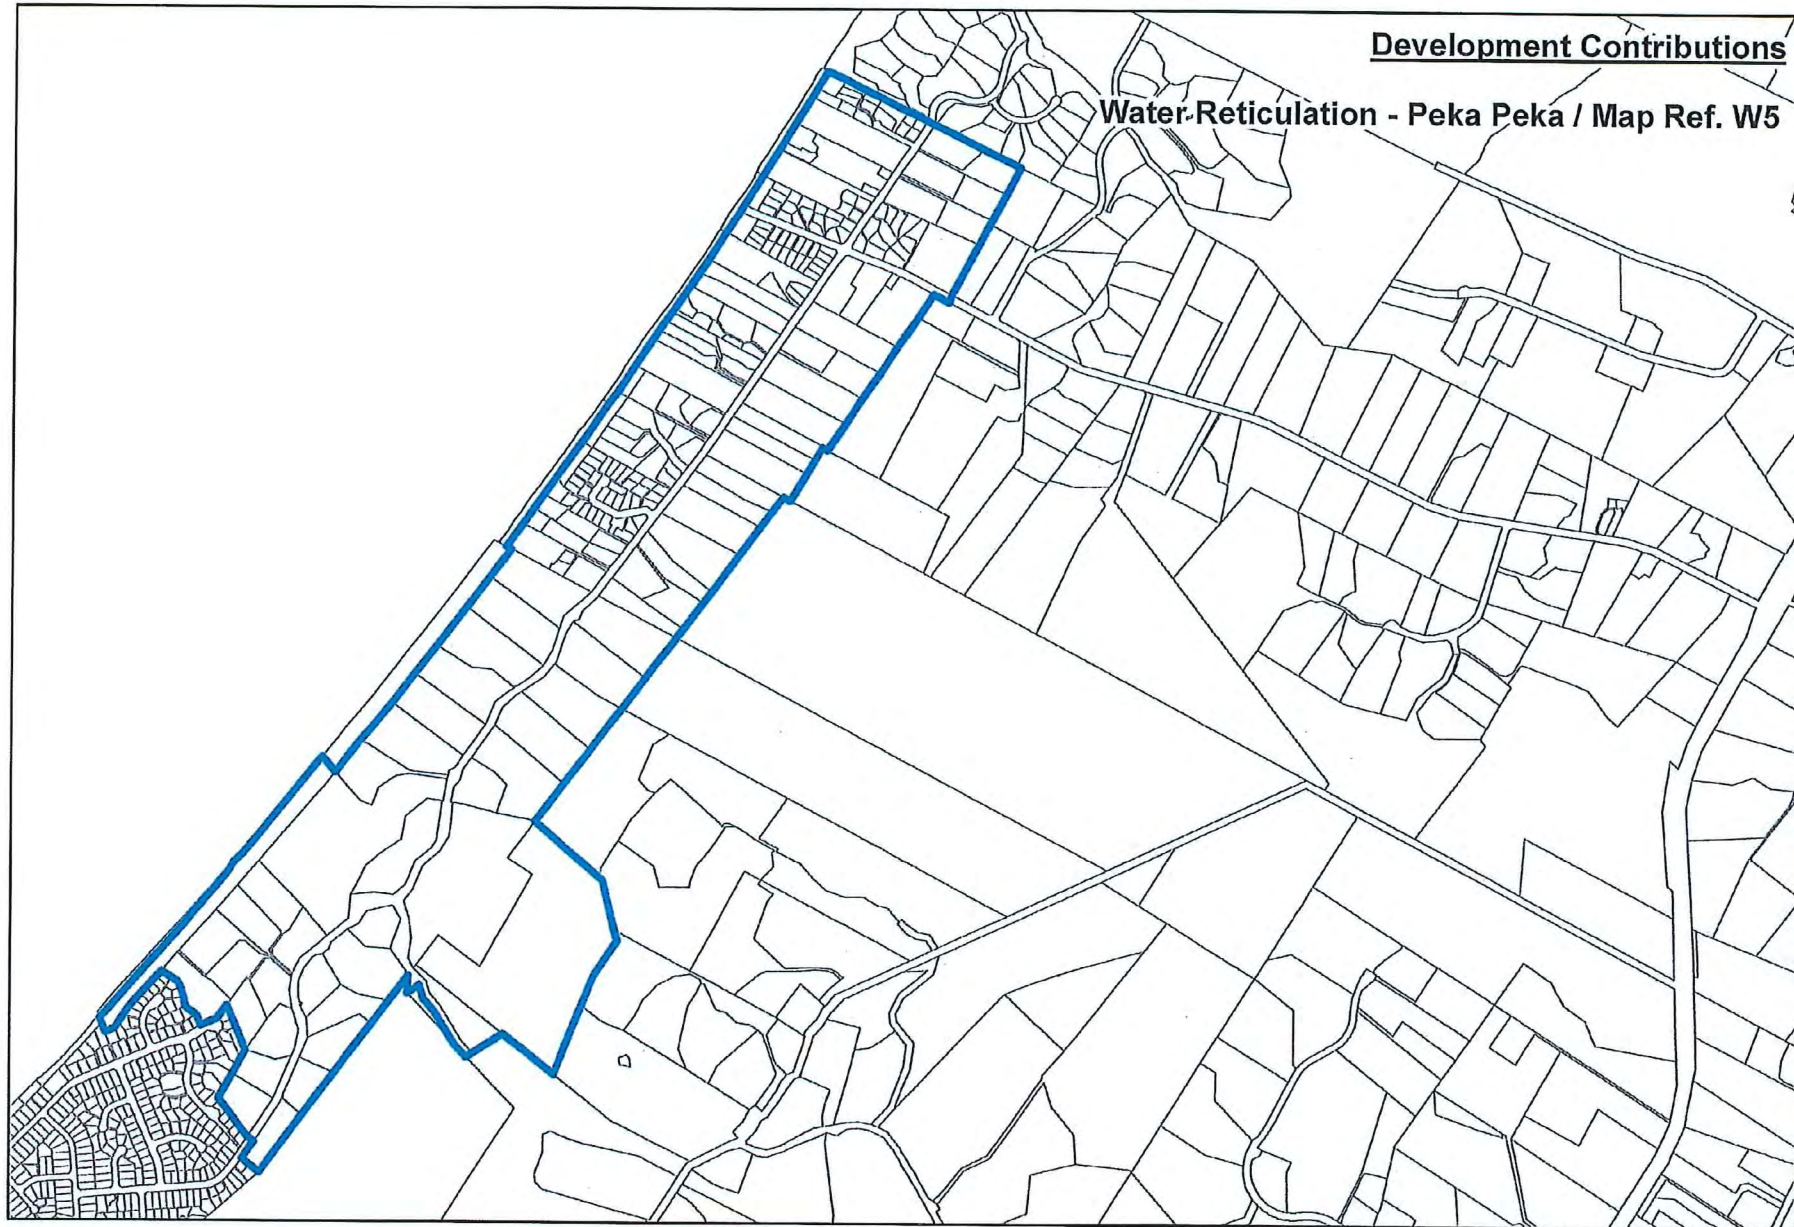 Development Contributions
Water Reticulation - Peka Peka / Map Ref. W5